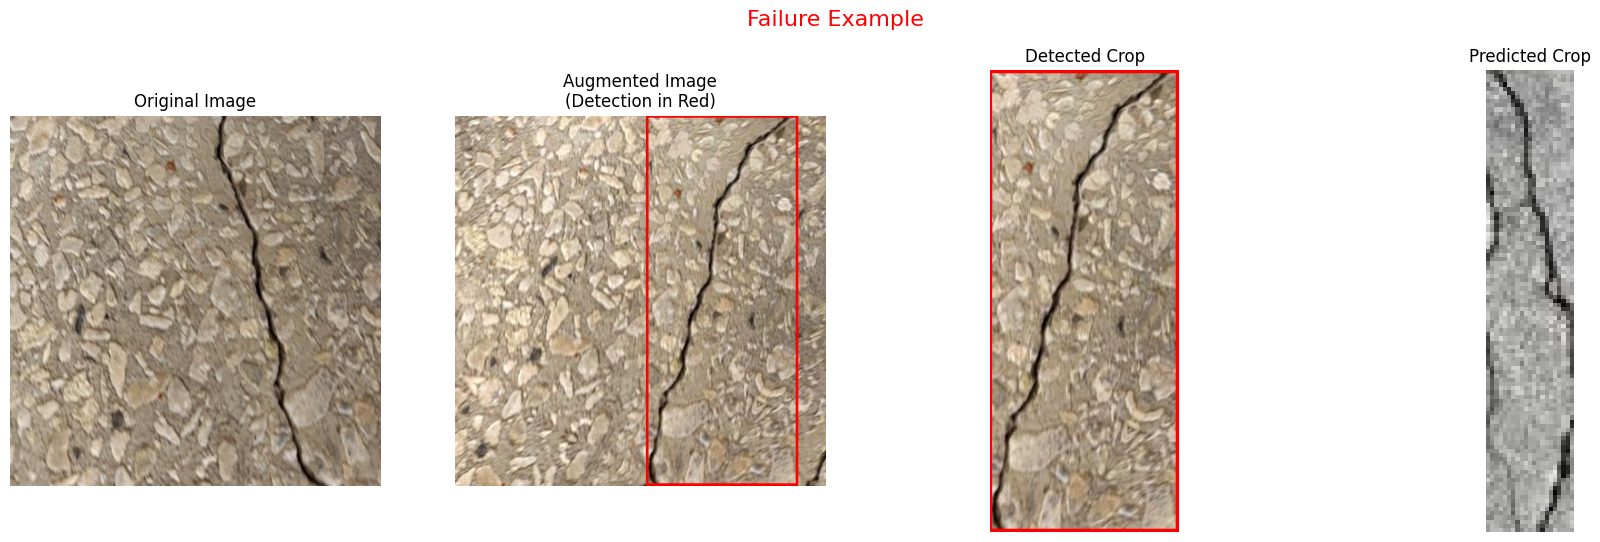 Failure Example
Original Image
Augmented Image
(Detection in Red)
Detected Crop
Predicted Crop